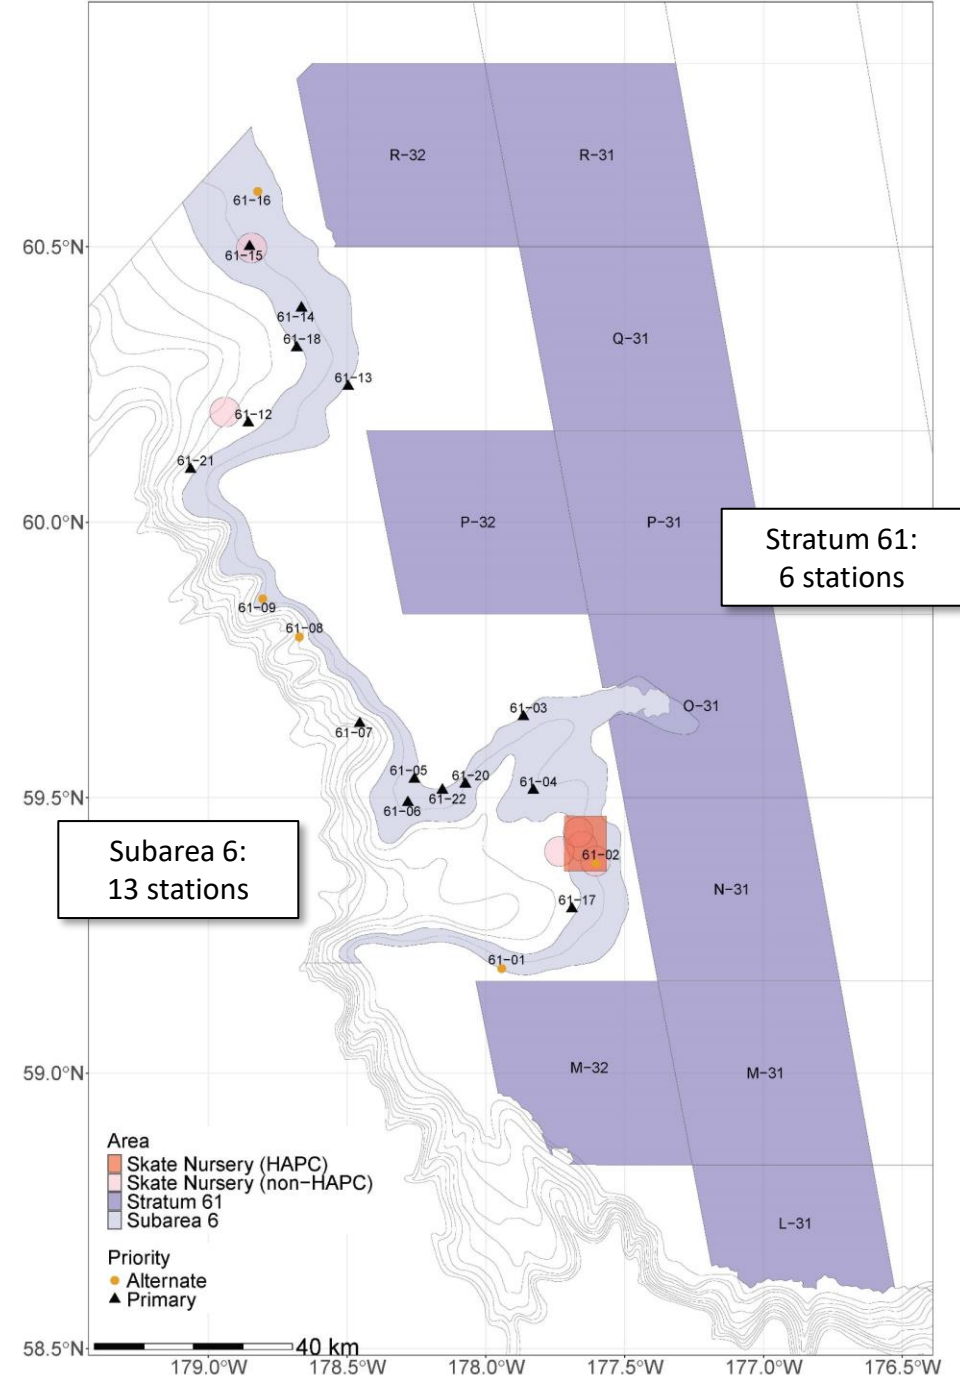 R−32
R−31
61−16
60.5°N
61−15
61−14
61−18
Q−31
61−13
61−12
61−21
60.0°N
P−32
P−31
Stratum 61:
6 stations
61−09
61−08
61−03
O−31
61−07
61−05
61−20
61−04
61−22
61−06
59.5°N
Subarea 6:
13 stations
61−02
N−31
61−17
61−01
59.0°N
M−32
M−31
Area
Skate Nursery (HAPC)
Skate Nursery (non−HAPC)
Stratum 61
Subarea 6
L−31
Priority
Alternate
Primary
40 km
58.5°N
179.0°W 178.5°W 178.0°W 177.5°W 177.0°W 176.5°W